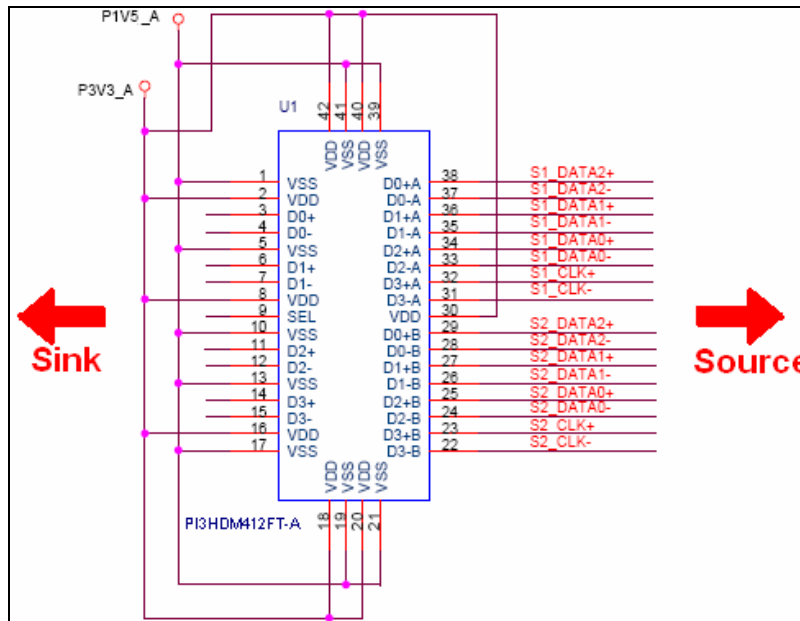 P1V5_A
P3V3_A
U1
42 41 40 39
VDD VSS VDD VSS
1 VSS D0+A 38 S1_DATA2+
2 VDD D0-A 37 S1_DATA2-
3 D0+ D1+A 36 S1_DATA1+
4 D0- D1-A 35 S1_DATA1-
5 VSS D2+A 34 S1_DATA0+
6 D1+ D2-A 33 S1_DATA0-
7 D1- D3+A 32 S1_CLK+
8 VDD D3-A 31 S1_CLK-
9 SEL VDD 30
10 VSS D0+B 29 S2_DATA2+
11 D2+ D0-B 28 S2_DATA2-
12 D2- D1+B 27 S2_DATA1+
13 VSS D1-B 26 S2_DATA1-
14 D3+ D2+B 25 S2_DATA0+
15 D3- D2-B 24 S2_DATA0-
16 VDD D3+B 23 S2_CLK+
17 VSS D3-B 22 S2_CLK-
Sink
Source
VDD VSS VDD VSS
18 19 20 21
PI3HDM412FT-A